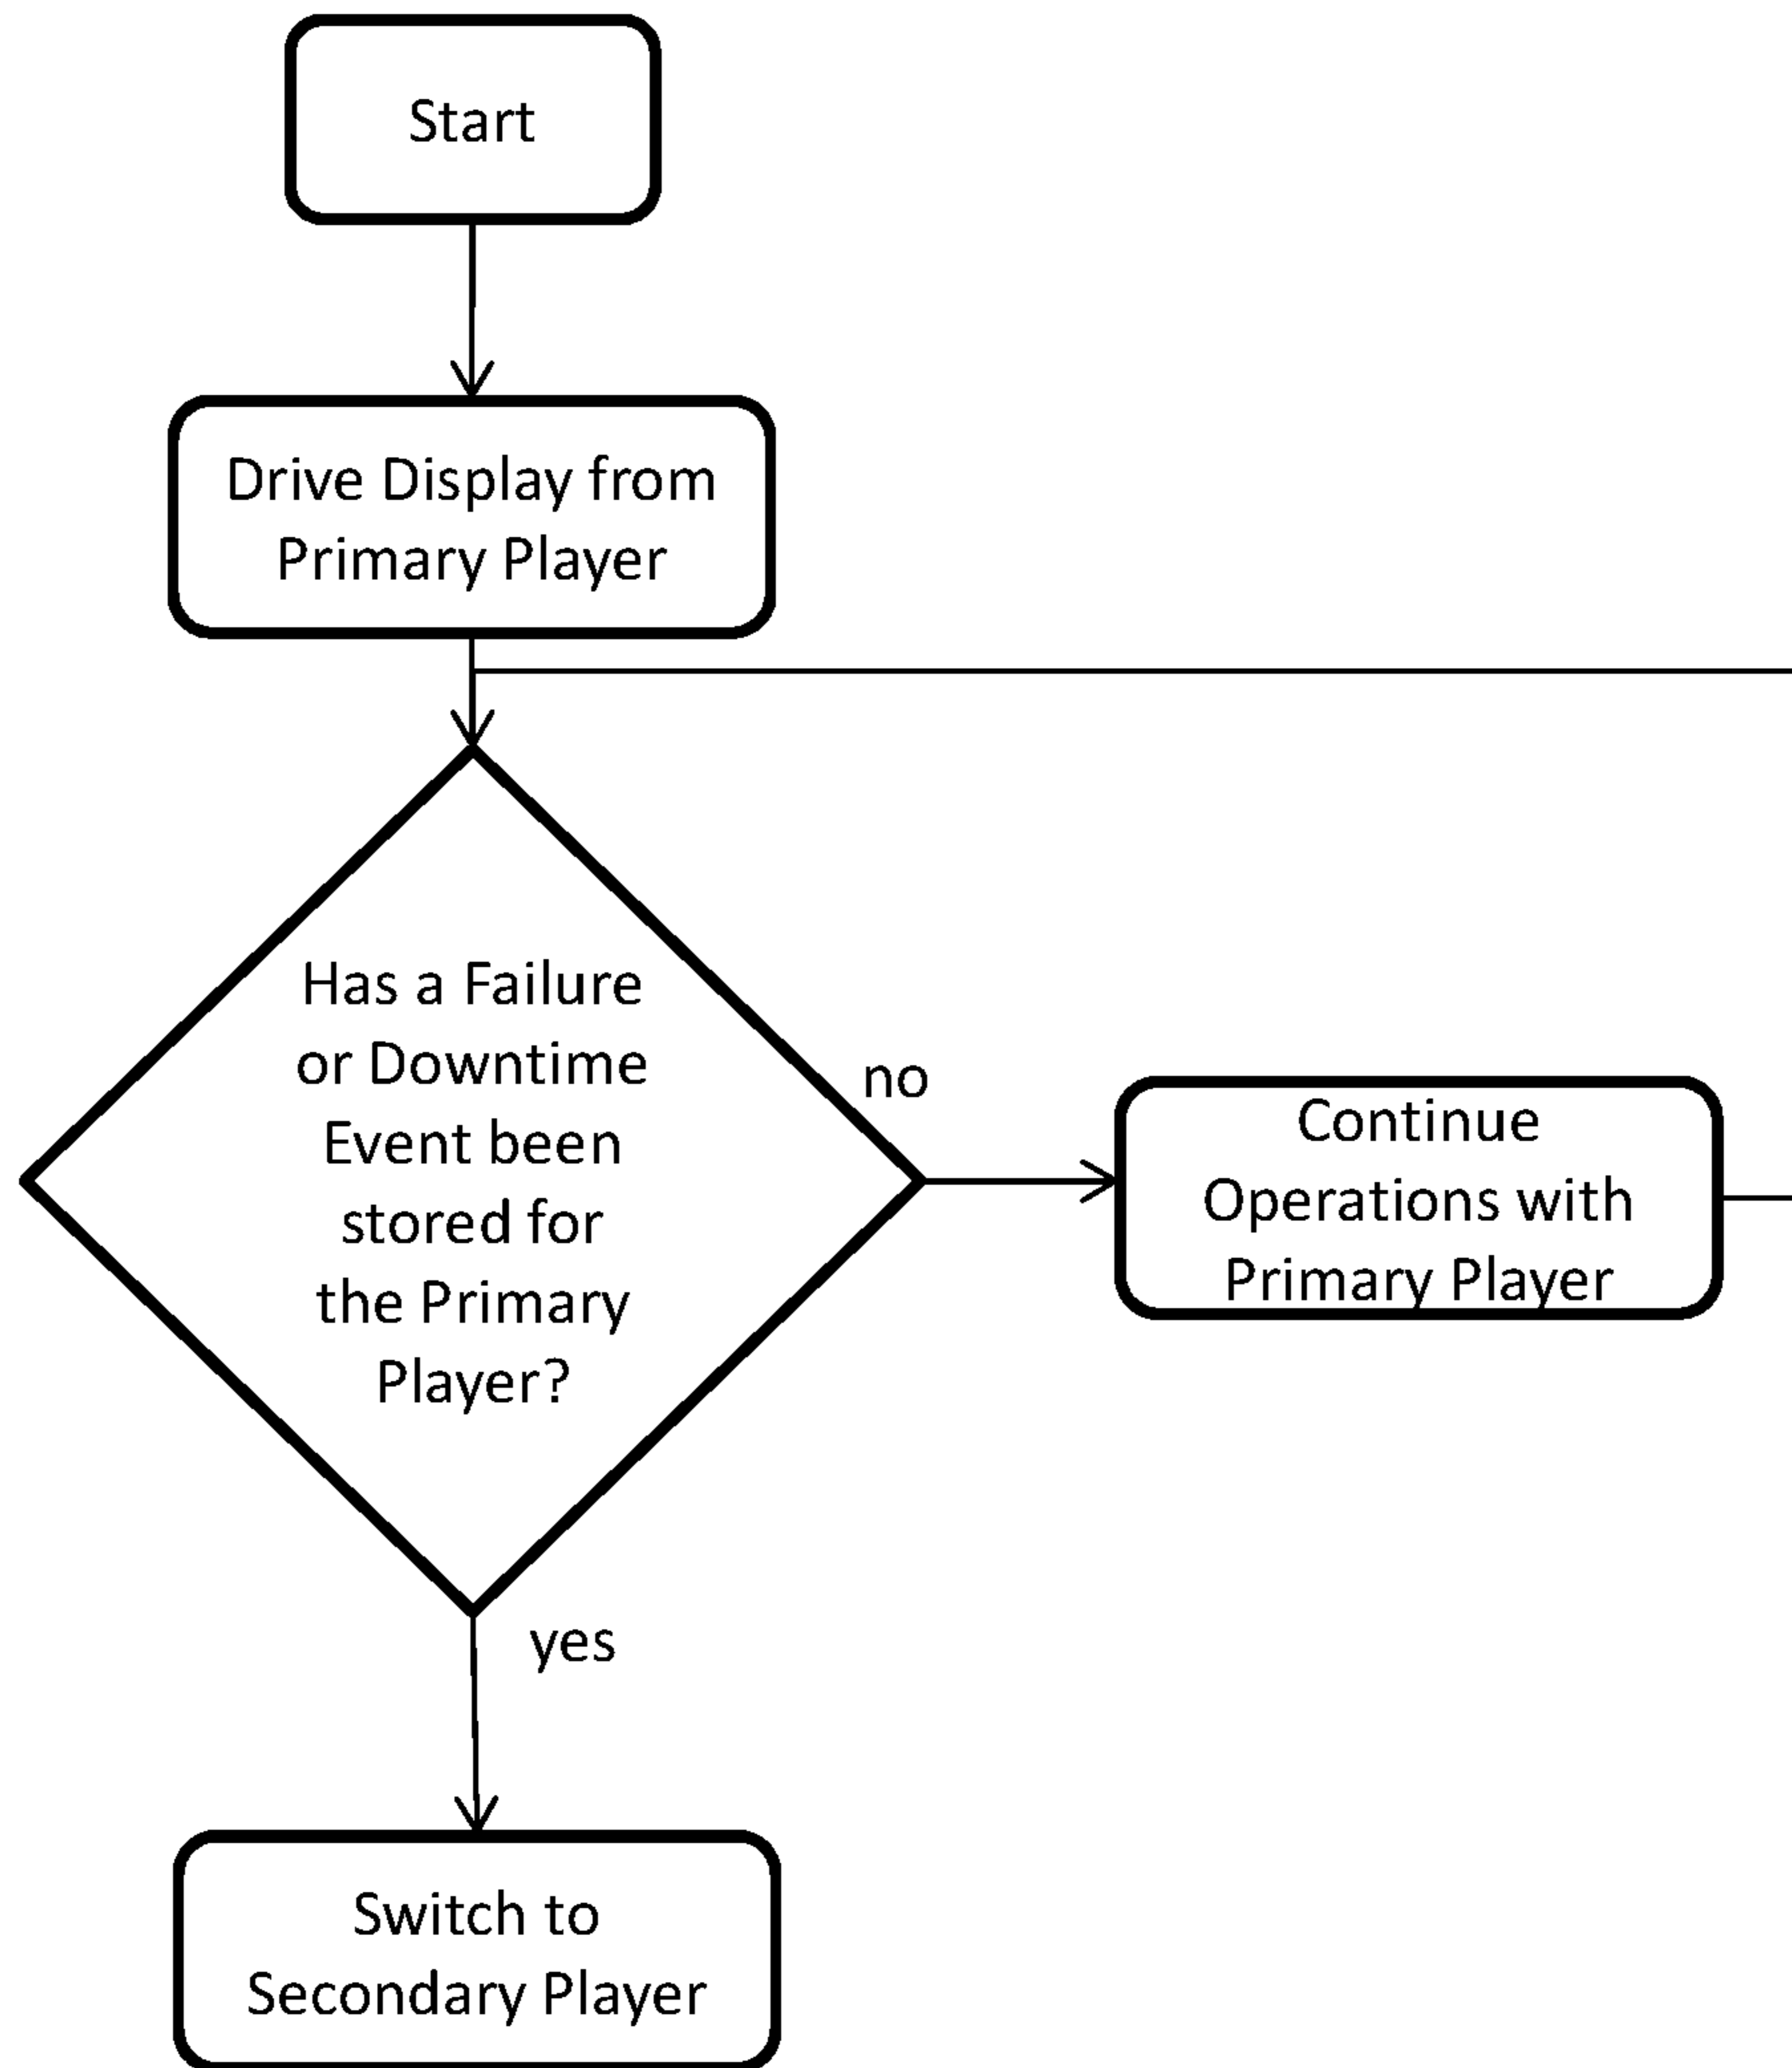 Start
Drive Display from
Primary Player
Has a Failure
or Downtime
Event been
stored for
the Primary
Player?
no
Continue
Operations with
Primary Player
yes
Switch to
Secondary Player